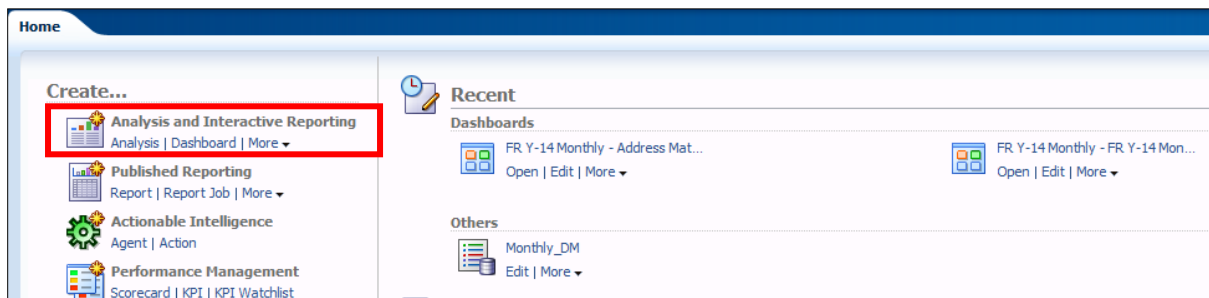 Home
Create...
Analysis and Interactive Reporting
Analysis | Dashboard | More
Published Reporting
Report | Report Job | More
Actionable Intelligence
Agent | Action
Performance Management
Scorecard | KPI | KPI Watchlist
Recent
Dashboards
FR Y-14 Monthly - Address Mat...
Open | Edit | More
FR Y-14 Monthly - FR Y-14 Mon...
Open | Edit | More
Others
Monthly_DM
Edit | More